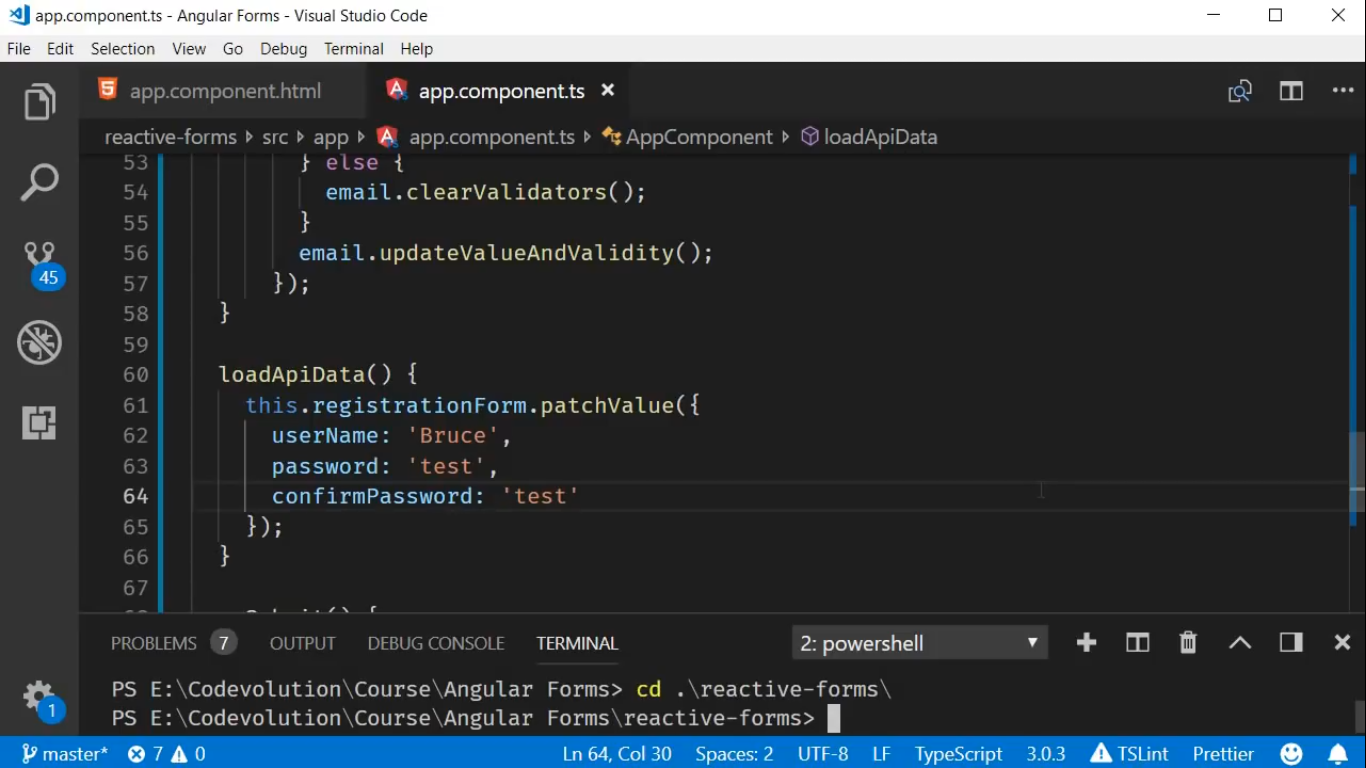 app.component.ts - Angular Forms - Visual Studio Code
File Edit Selection View Go Debug Terminal Help
app.component.html app.component.ts
reactive-forms src app app.component.ts AppComponent loadApiData
53 } else {
54 email.clearValidators();
55 }
56 email.updateValueAndValidity();
57 });
58 }
59
60 loadApiData() {
61 this.registrationForm.patchValue({
62 userName: 'Bruce',
63 password: 'test',
64 confirmPassword: 'test'
65 });
66 }
67
45
1
PROBLEMS 7 OUTPUT DEBUG CONSOLE TERMINAL 2: powershell
PS E:\Codevolution\Course\Angular Forms> cd .\reactive-forms\
PS E:\Codevolution\Course\Angular Forms\reactive-forms>
master* 7 0 Ln 64, Col 30 Spaces: 2 UTF-8 LF TypeScript 3.0.3 TSLint Prettier